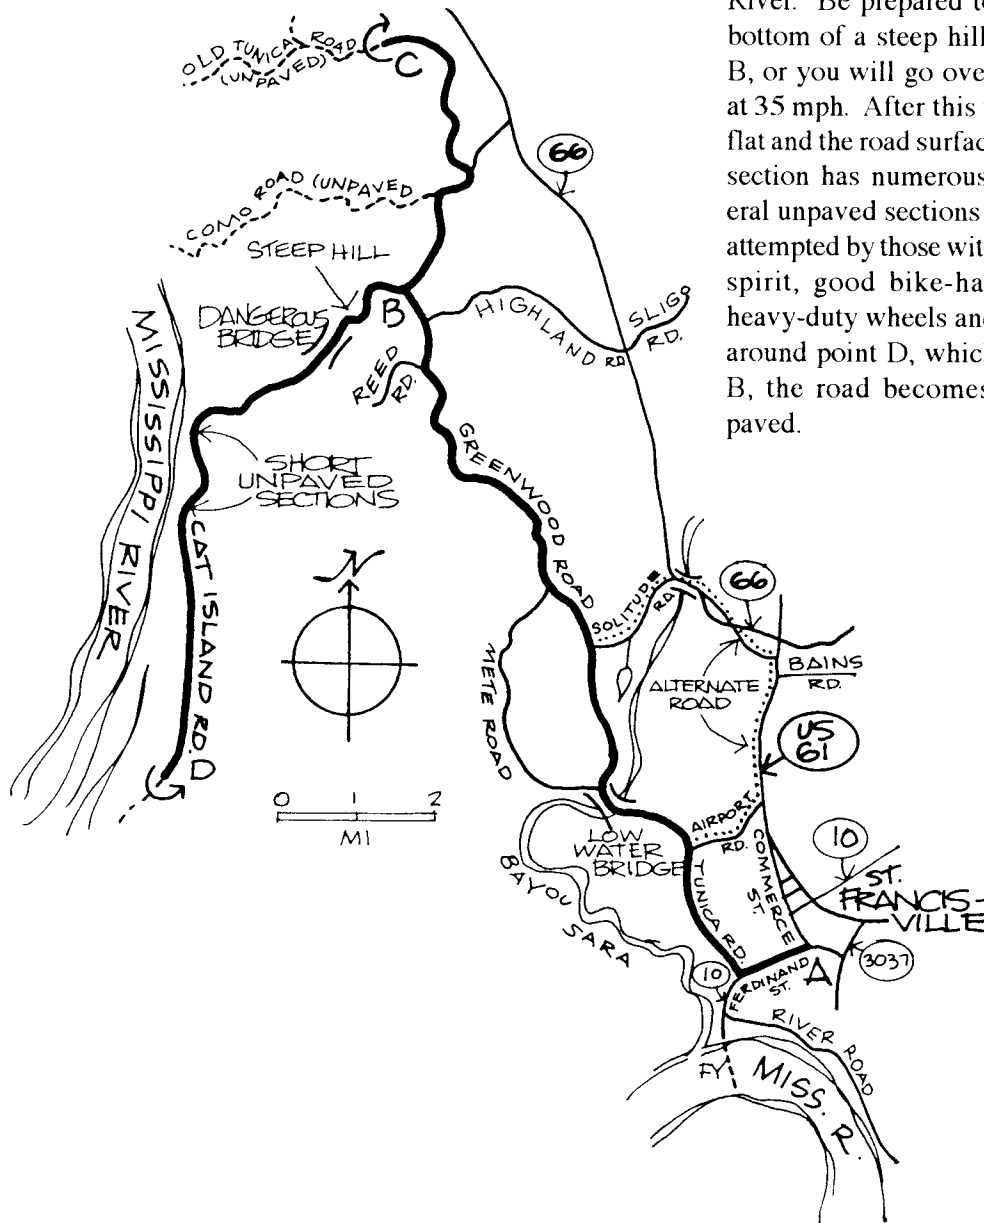 River. Be prepared to
bottom of a steep hill
B, or you will go over
at 35 mph. After this
flat and the road surfac
section has numerous
eral unpaved sections
attempted by those wit
spirit, good bike-ha
heavy-duty wheels and
around point D, which
B, the road becomes
paved.
OLD TUNICA ROAD
(UNPAVED)
C
66
COMO ROAD (UNPAVED
STEEP HILL
DANGEROUS
BRIDGE
B
HIGHLAND RD.
SLIGO
RD.
REED
RD.
MISSISSIPPI RIVER
SHORT
UNPAVED
SECTIONS
GREENWOOD ROAD
CAT ISLAND RD.
D
N
0 1 2
MI
SOLITUDE
RD.
66
BAINS
RD.
METE ROAD
ALTERNATE
ROAD
US
61
AIRPORT
RD.
LOW
WATER
BRIDGE
BAYOU SARA
TUNICA RD.
COMMERCE
ST.
10
ST.
FRANCIS-
VILLE
A
3037
10
FERDINAND
ST.
RIVER ROAD
FY
MISS. R.